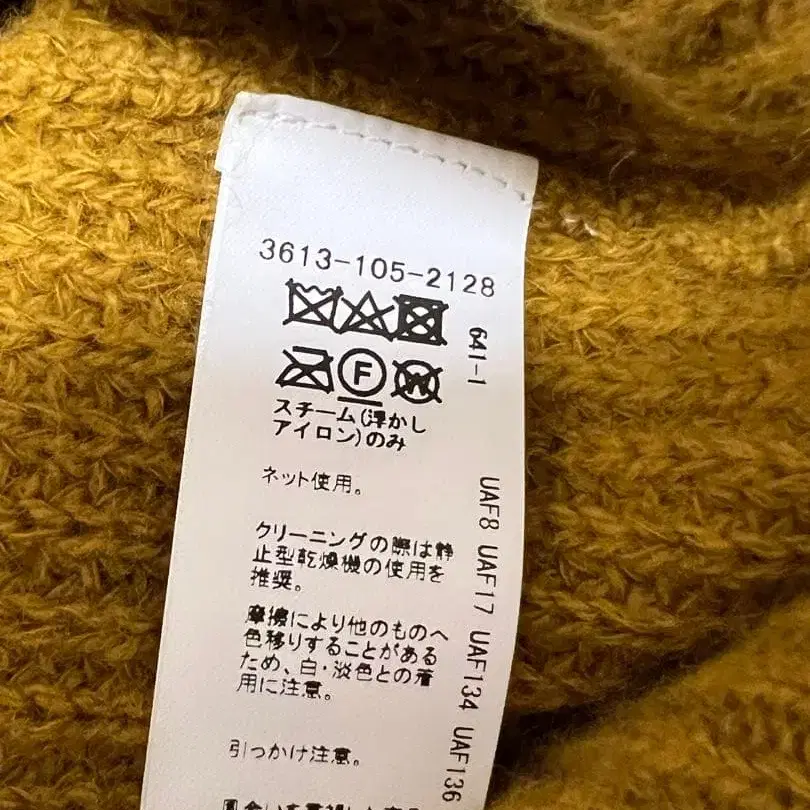 3613-105-2128
F
W
スチーム(浮かし
アイロン)のみ
ネット使用。
クリーニングの際は静
止型乾燥機の使用を
推奨。
摩擦により他のものへ
色移りすることがある
ため、白・淡色との着
用に注意。
引っかけ注意。
641-1
UAF8 UAF17 UAF134 UAF136